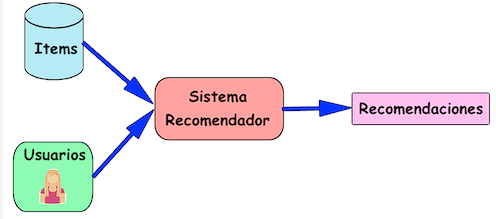 Items
Sistema
Recomendador
Recomendaciones
Usuarios